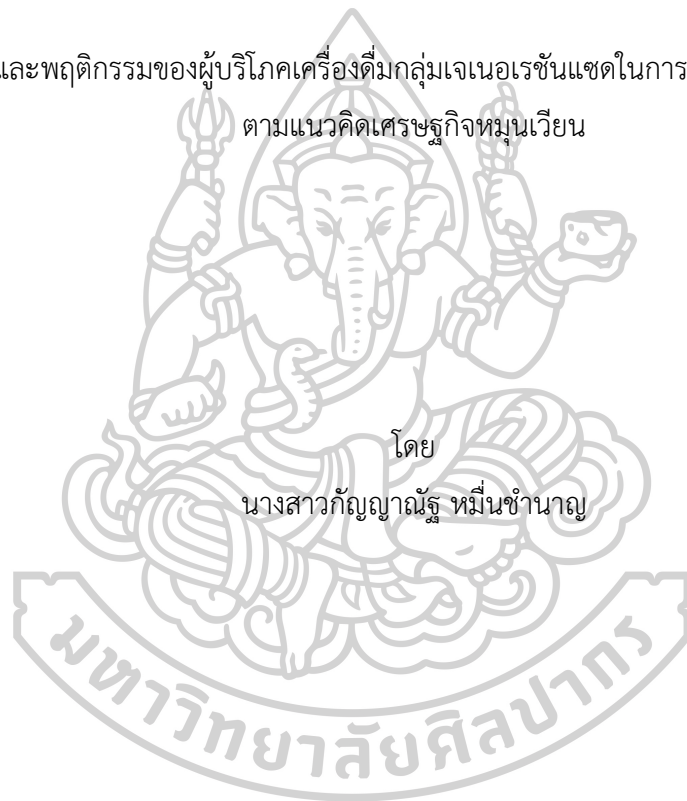 และพฤติกรรมของผู้บริโภคเครื่องดื่มกลุ่มเจเนอเรชันแซดในการ
ตามแนวคิดเศรษฐกิจหมุนเวียน
โดย
นางสาวกัญญาณัฐ หมื่นชำนาญ
มหาวิทยาลัยศิลปากร